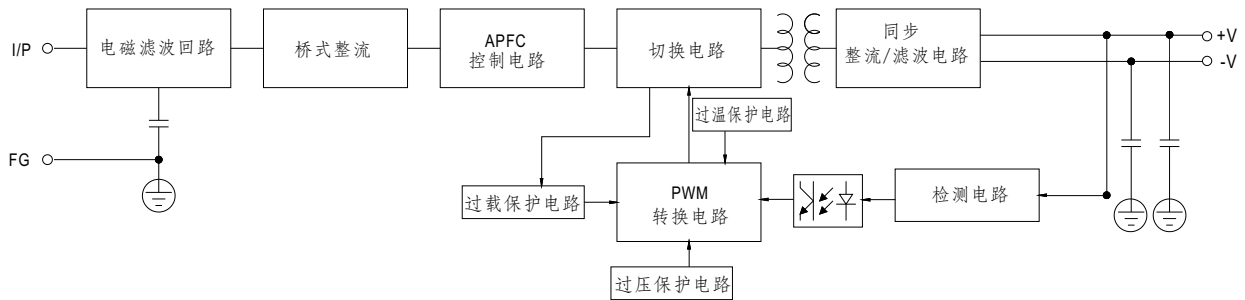 I/P
电磁滤波回路
桥式整流
APFC
控制电路
切换电路
同步
整流/滤波电路
+V
-V
过温保护电路
FG
过载保护电路
PWM
转换电路
检测电路
过压保护电路